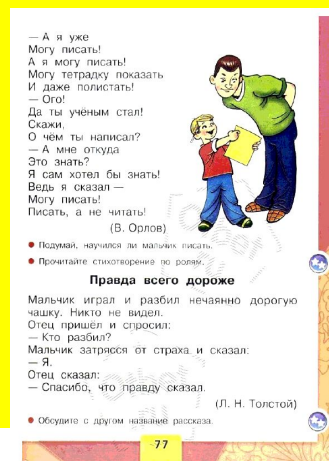 — А я уже
Могу писать!
А я могу писать!
Могу тетрадку показать
И даже полистать!
— Ого!
Да ты учёным стал!
Скажи,
О чём ты написал?
— А мне откуда
Это знать?
Я сам хотел бы знать!
Ведь я сказал —
Могу писать!
Писать, а не читать!
(В. Орлов)
● Подумай, научился ли мальчик писать.
● Прочитайте стихотворение по ролям.
Правда всего дороже
Мальчик играл и разбил нечаянно дорогую
чашку. Никто не видел.
Отец пришёл и спросил:
— Кто разбил?
Мальчик затрясся от страха и сказал:
— Я.
Отец сказал:
— Спасибо, что правду сказал.
(Л. Н. Толстой)
● Обсудите с другом название рассказа.
77